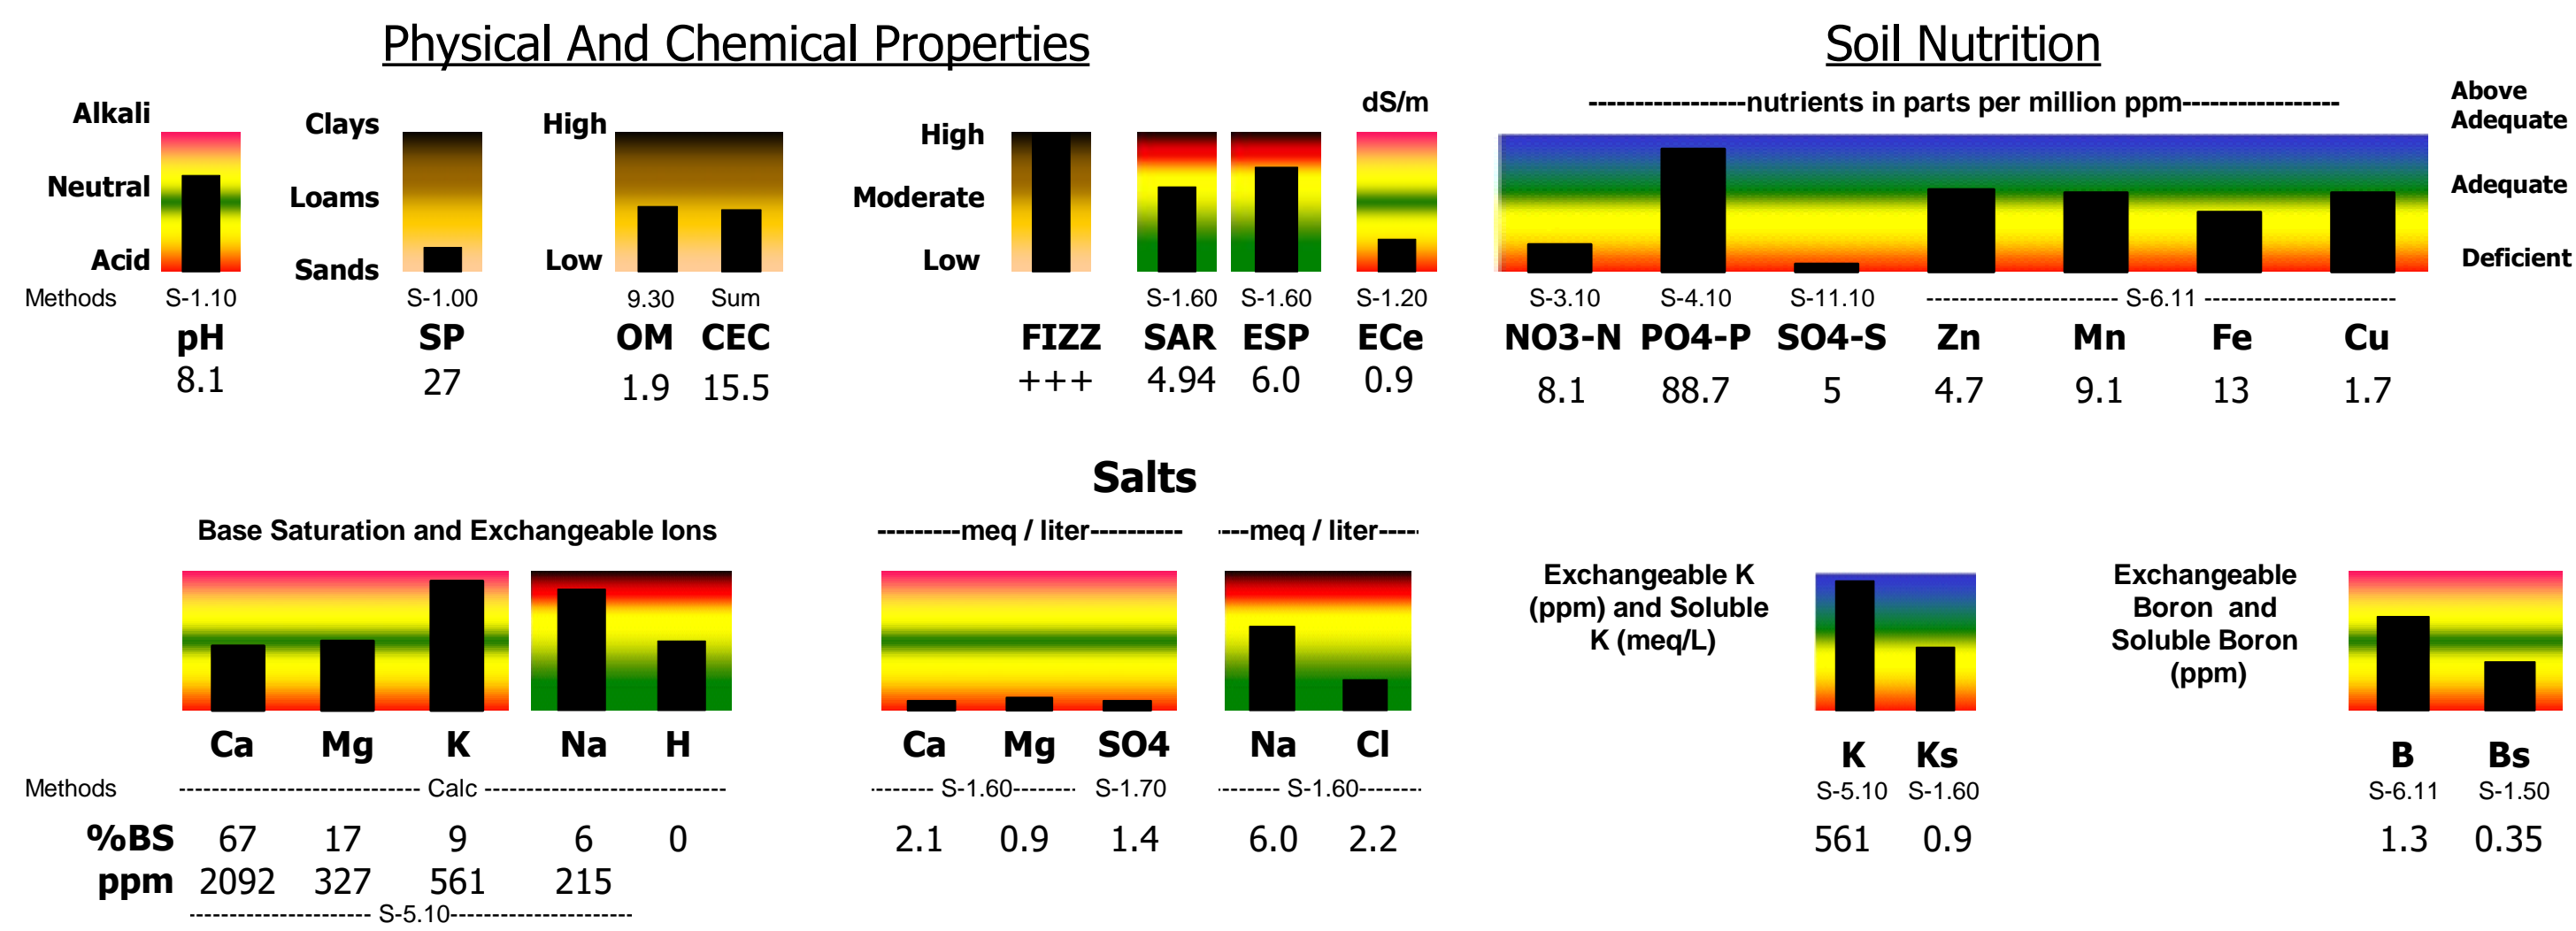 Physical And Chemical Properties
Soil Nutrition
Alkali
Neutral
Acid
Clays
Loams
Sands
High
Low
High
Moderate
Low
dS/m
-----------------nutrients in parts per million ppm-----------------
Above
Adequate
Adequate
Deficient
Methods S-1.10 S-1.00 9.30 Sum S-1.60 S-1.60 S-1.20 S-3.10 S-4.10 S-11.10 --------------------- S-6.11 ---------------------
pH SP OM CEC FIZZ SAR ESP ECe NO3-N PO4-P SO4-S Zn Mn Fe Cu
8.1 27 1.9 15.5 +++ 4.94 6.0 0.9 8.1 88.7 5 4.7 9.1 13 1.7
Salts
Base Saturation and Exchangeable Ions
---------meq / liter----------
----meq / liter-----
Exchangeable K
(ppm) and Soluble
K (meq/L)
Exchangeable
Boron and
Soluble Boron
(ppm)
Ca Mg K Na H Ca Mg SO4 Na Cl K Ks B Bs
Methods ----------------------------- Calc ----------------------------- -------- S-1.60-------- S-1.70 -------- S-1.60-------- S-5.10 S-1.60 S-6.11 S-1.50
%BS 67 17 9 6 0 2.1 0.9 1.4 6.0 2.2 561 0.9 1.3 0.35
ppm 2092 327 561 215
---------------------- S-5.10----------------------